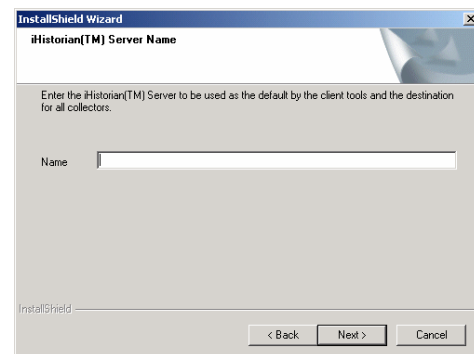 InstallShield Wizard
iHistorian(TM) Server Name
Enter the iHistorian(TM) Server to be used as the default by the client tools and the destination
for all collectors.
Name
InstallShield
< Back Next > Cancel